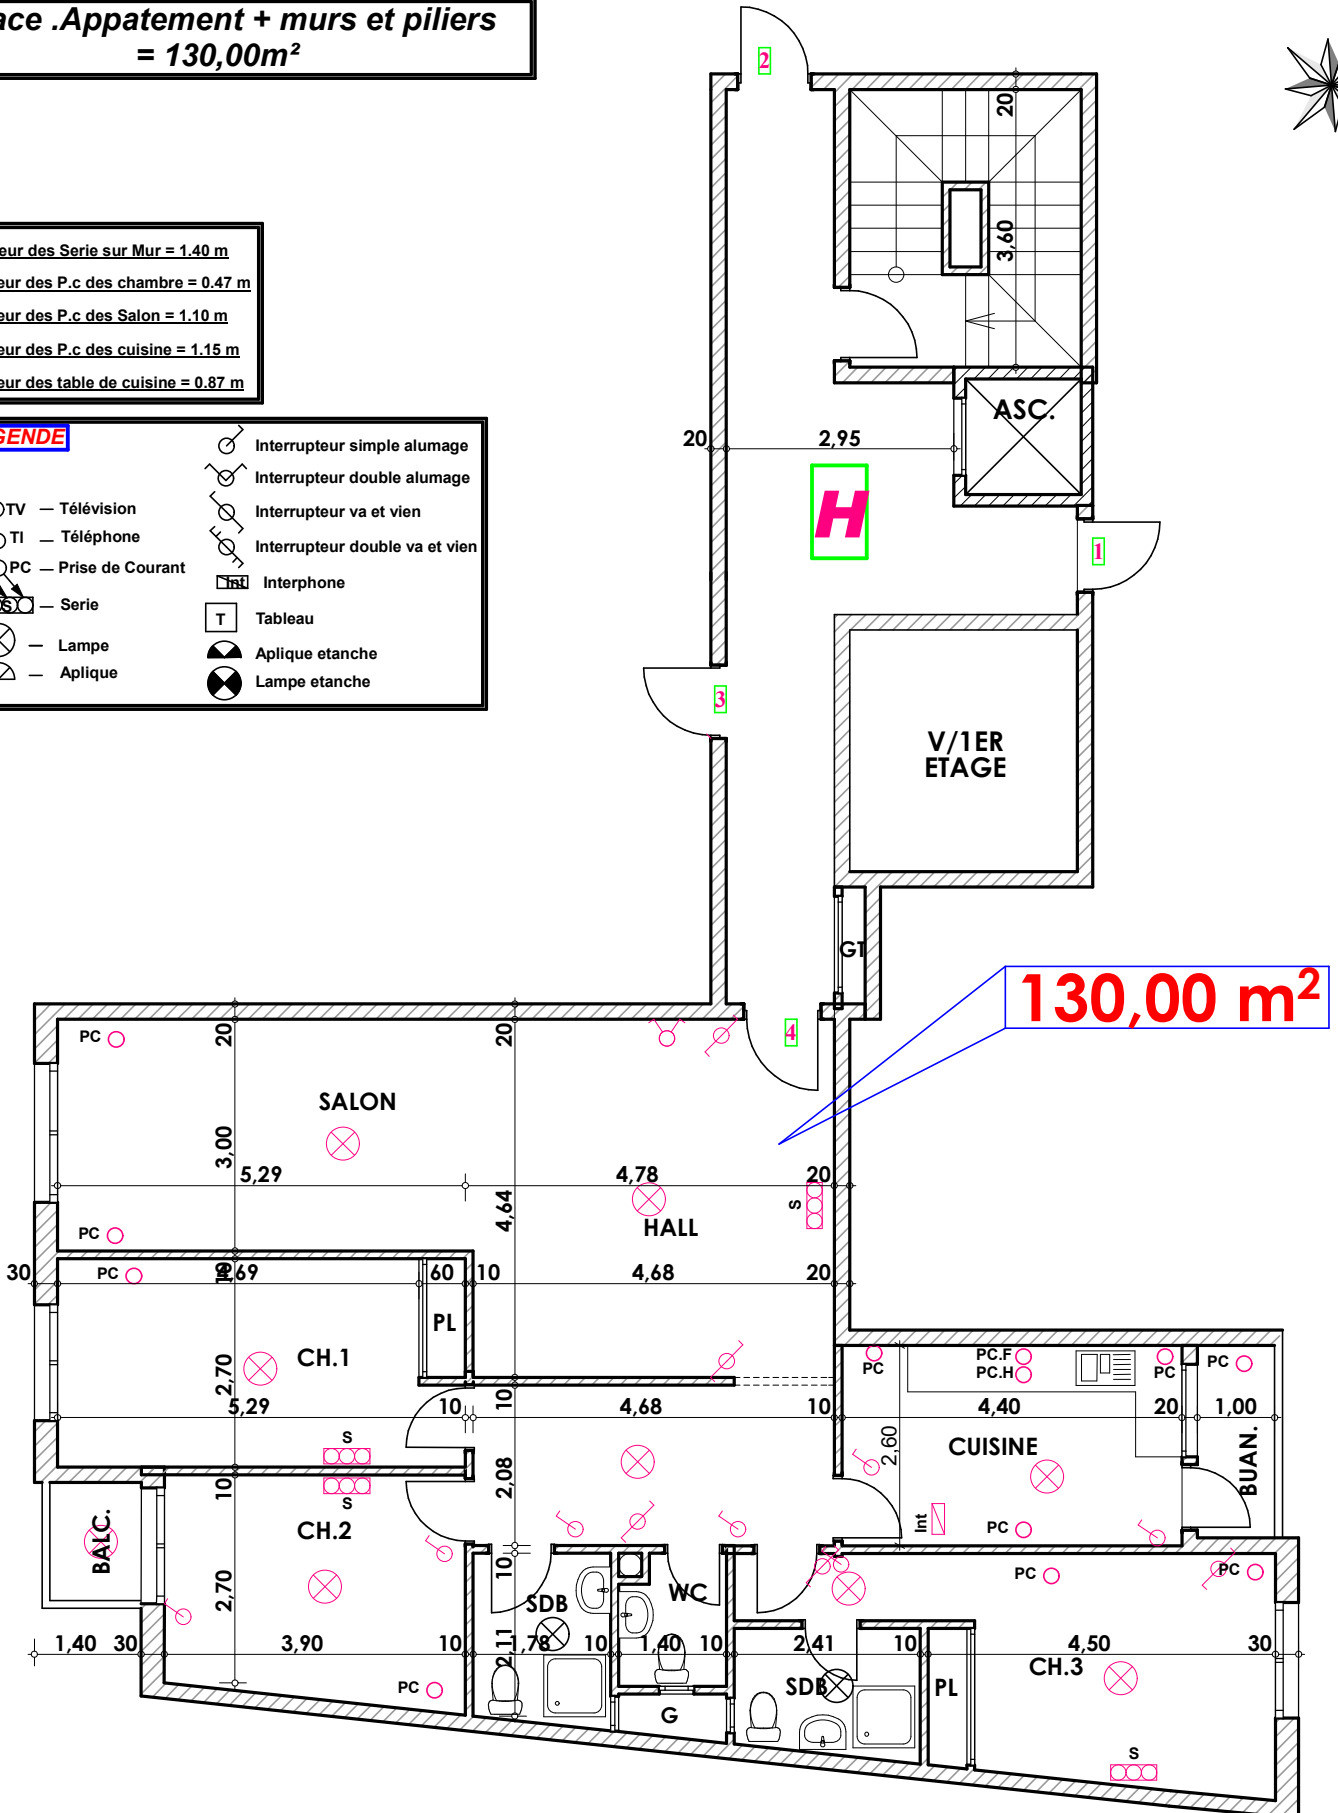 .Appatement + murs et piliers
= 130,00m²
des Serie sur Mur = 1.40 m
des P.c des chambre = 0.47 m
des P.c des Salon = 1.10 m
des P.c des cuisine = 1.15 m
des table de cuisine = 0.87 m
Interrupteur simple alumage
Interrupteur double alumage
TV — Télévision
Interrupteur va et vien
TI — Téléphone
Interrupteur double va et vien
PC — Prise de Courant
Int Interphone
S — Serie
T Tableau
— Lampe
Aplique etanche
— Aplique
Lampe etanche
2
20
3,60
ASC.
20 2,95
H
1
3
V/1ER
ETAGE
GT
130,00 m²
4
PC 20 20
SALON
3,00
5,29 4,78 20
4,64
S
HALL
PC
30 PC 10 4,69 60 10 4,68 20
PL
CH.1
2,70
PC PC.F PC.H PC PC
5,29 10 10 4,68 10 4,40 20 1,00
2,60
CUISINE
BUAN.
S
10
S
2,08
CH.2
BALC.
Int
PC
2,70
10
PC PC
SDB WC
1,40 30 3,90 10 2,11 1,78 10 1,40 10 2,41 10 4,50 30
CH.3
SDB
PL
PC
G
S